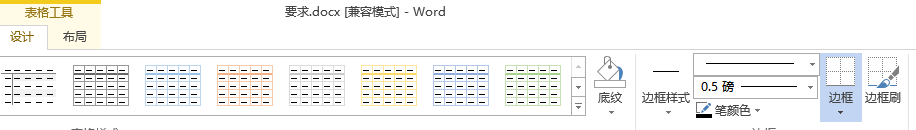 表格工具
要求.docx [兼容模式] - Word
设计 布局
底纹
边框样式
0.5 磅
笔颜色
边框
边框刷